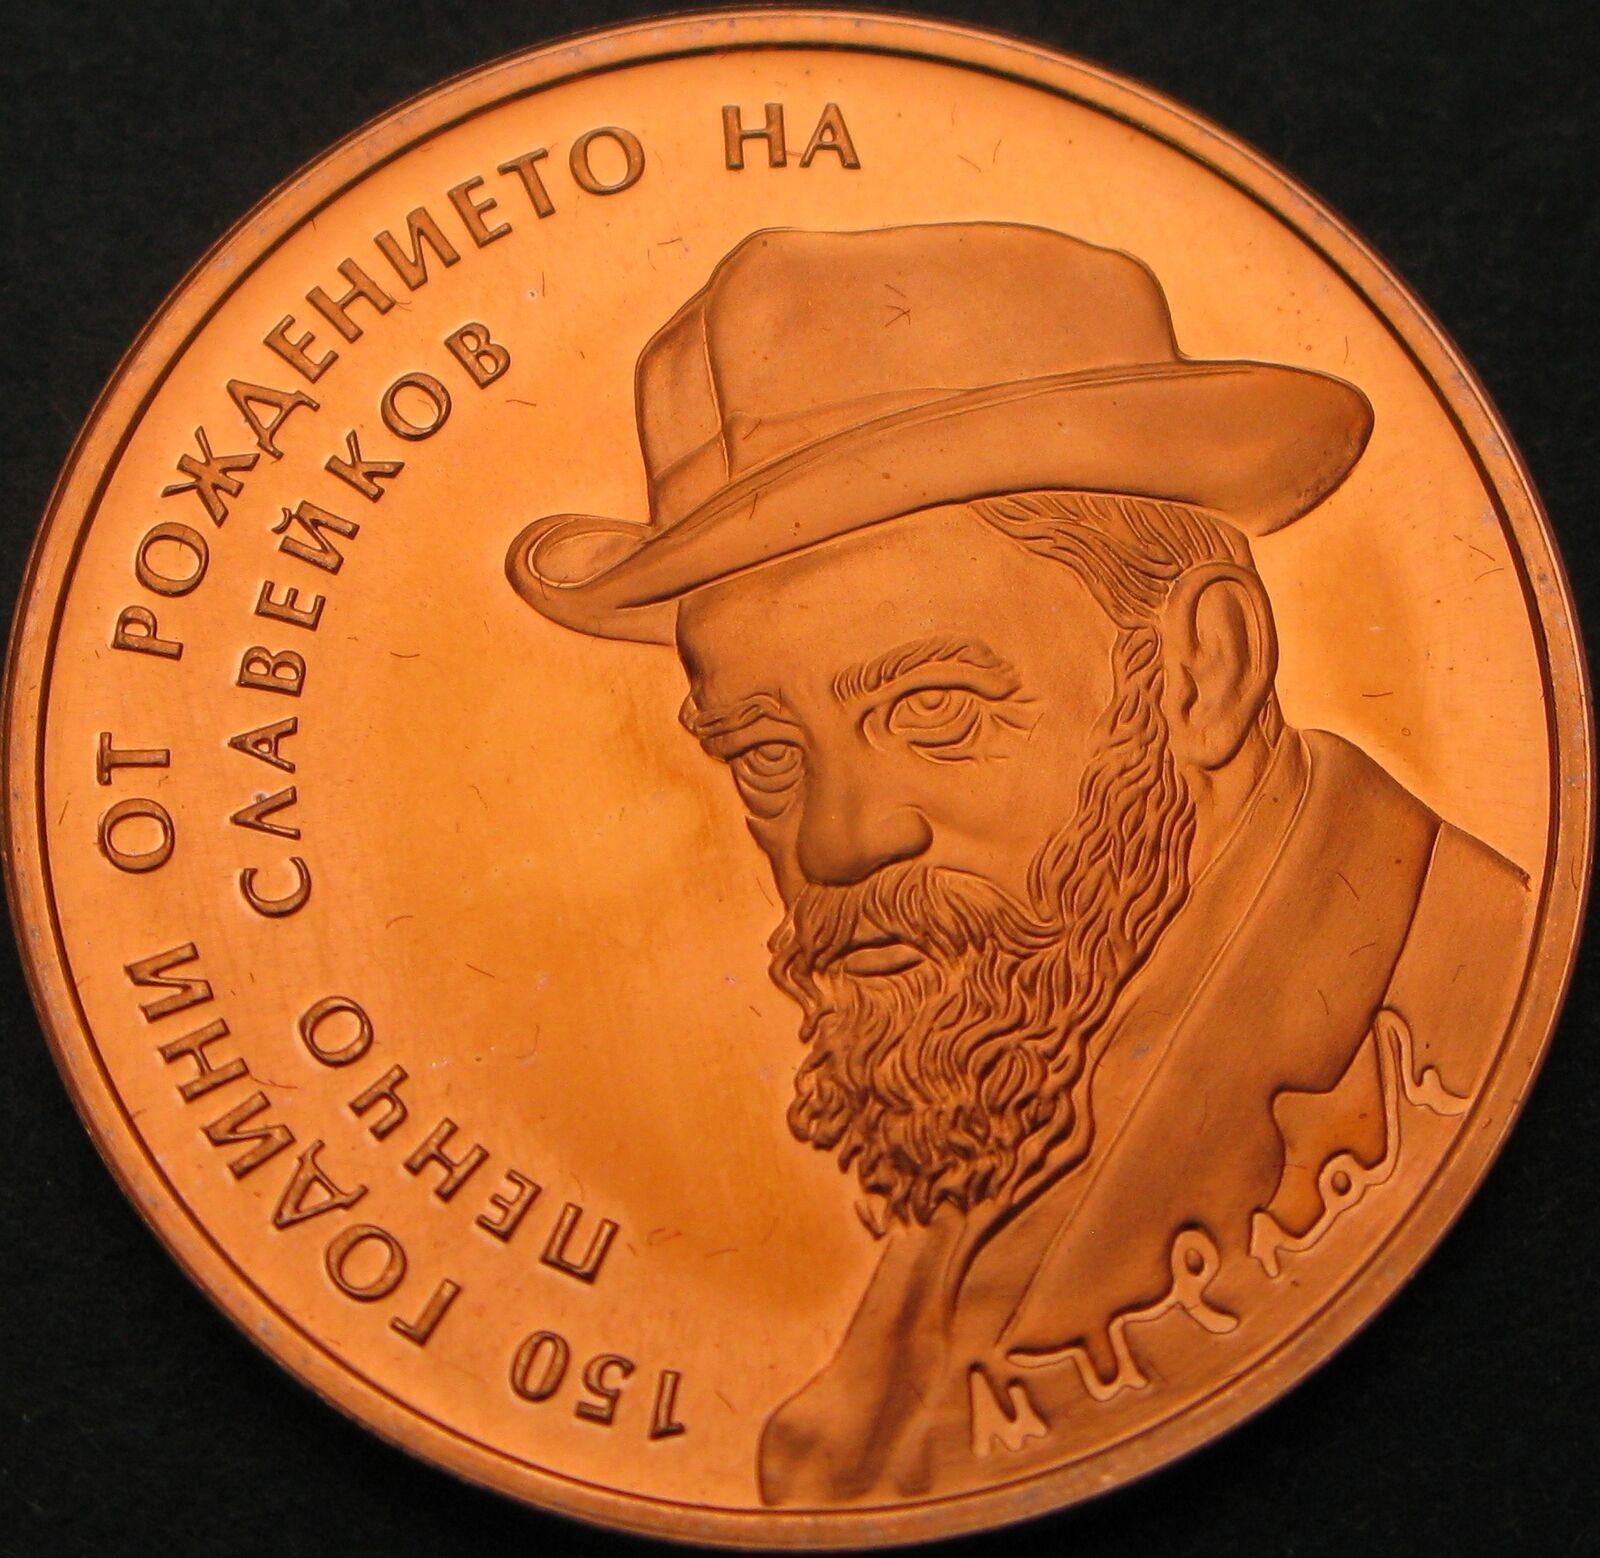 150 ГОДИНИ ОТ РОЖДЕНИЕТО НА
ПЕНЧО СЛАВЕЙКОВ